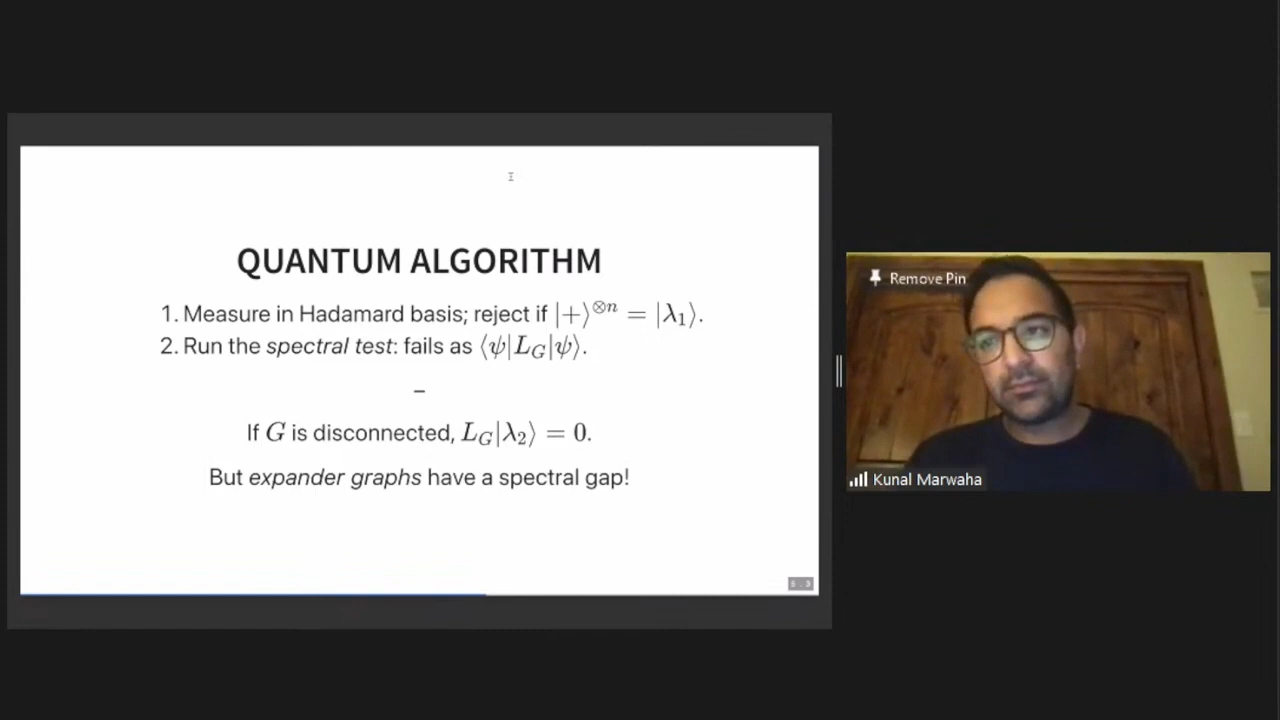 QUANTUM ALGORITHM
1. Measure in Hadamard basis; reject if |+⟩^{⊗n} = |λ₁⟩.
2. Run the spectral test: fails as ⟨ψ|L_G|ψ⟩.
–
If G is disconnected, L_G|λ₂⟩ = 0.
But expander graphs have a spectral gap!
Remove Pin
Kunal Marwaha